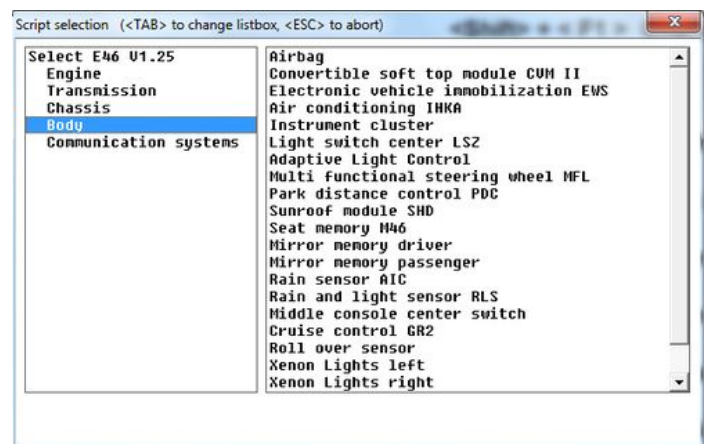 Script selection (<TAB> to change listbox, <ESC> to abort)
Select E46 V1.25
Engine
Transmission
Chassis
Body
Communication systems
Airbag
Convertible soft top module CVM II
Electronic vehicle immobilization EWS
Air conditioning IHKA
Instrument cluster
Light switch center LSZ
Adaptive Light Control
Multi functional steering wheel MFL
Park distance control PDC
Sunroof module SHD
Seat memory M46
Mirror memory driver
Mirror memory passenger
Rain sensor AIC
Rain and light sensor RLS
Middle console center switch
Cruise control GR2
Roll over sensor
Xenon Lights left
Xenon Lights right